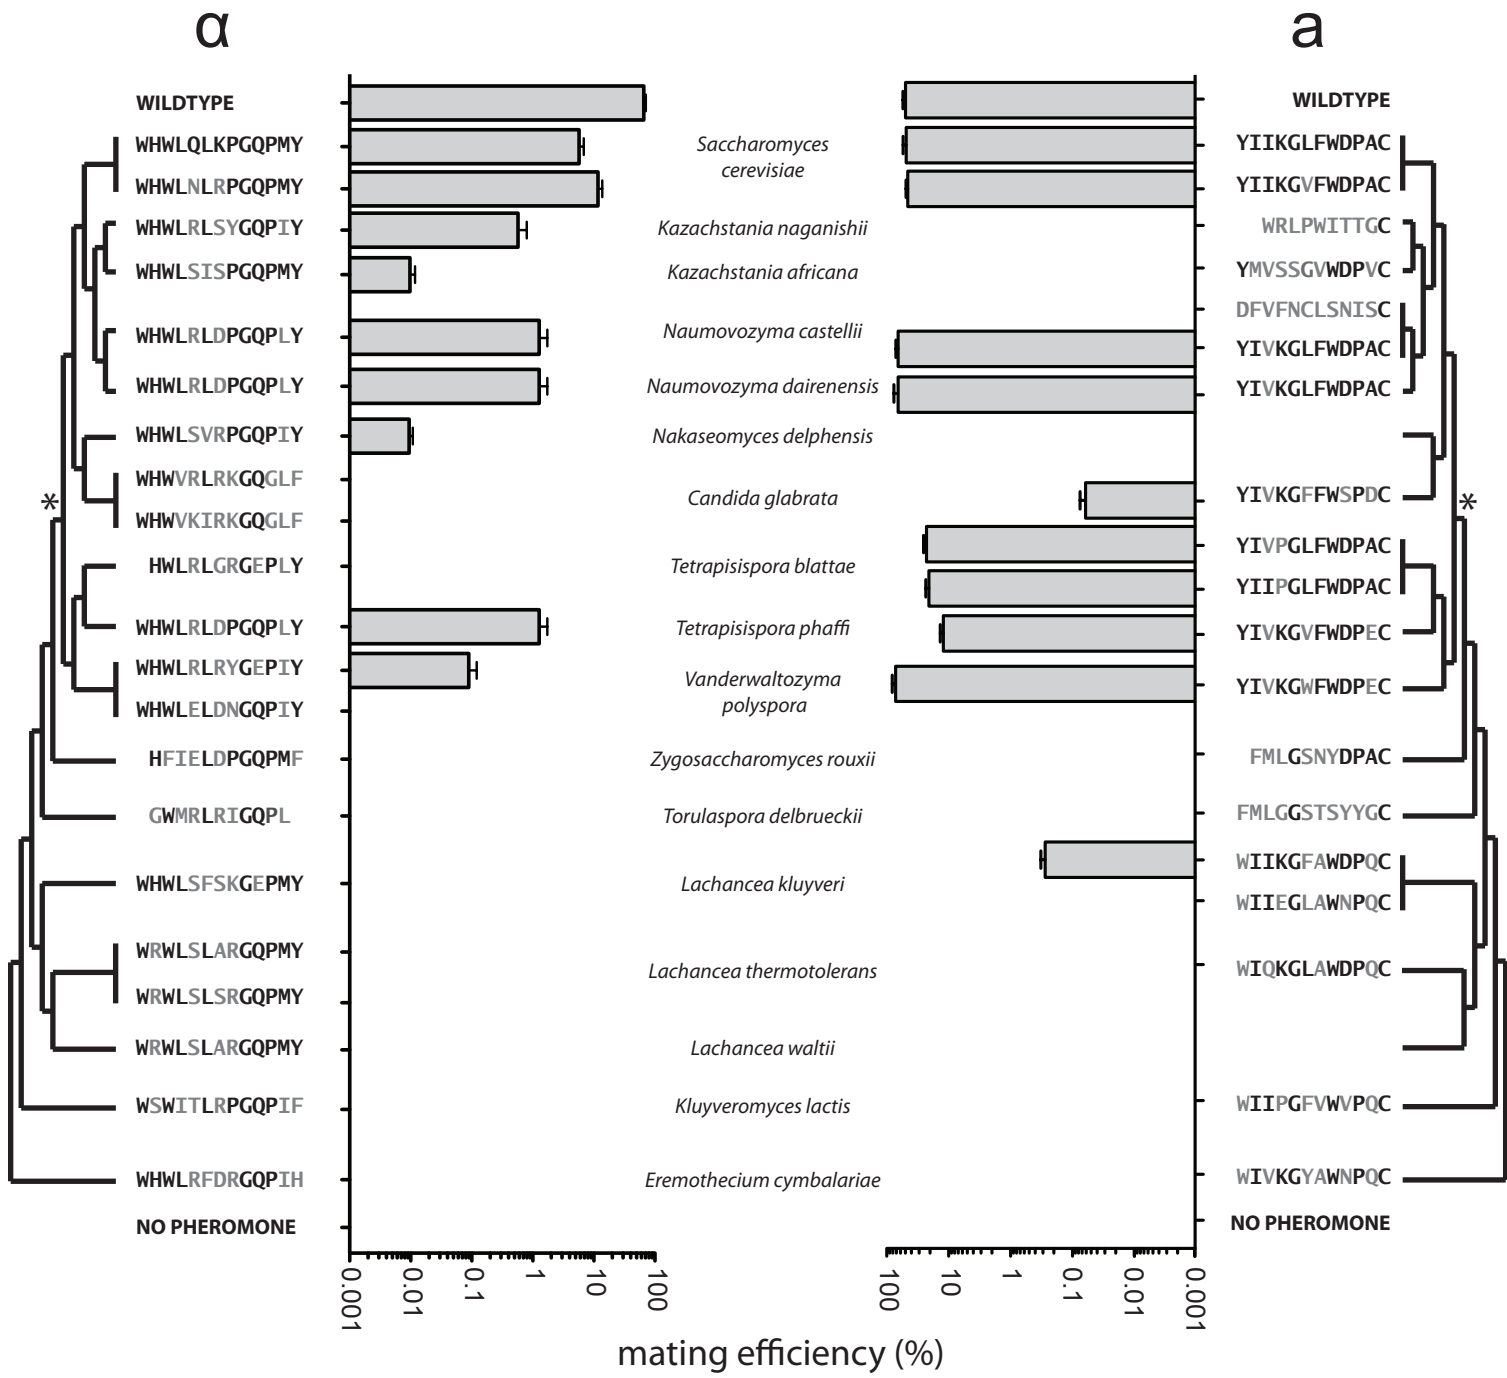 α
a
WILDTYPE
WHWLQLKPGQPMY
WHWLNLRPGQPMY
WHWLRLSYGQPIY
WHWLSISPGQPMY
WHWLRLDPGQPLY
WHWLRLDPGQPLY
WHWLSVRPGQPIY
WHWVRLRKGQGLF
WHWVKIRKGQGLF
*
HWLRLGRGEPLY
WHWLRLDPGQPLY
WHWLRLRYGEPIY
WHWLELDNGQPIY
HFIELDPGQPMF
GWMRLRIGQPL
WHWLSFSKGEPMY
WRWLSLARGQPMY
WRWLSLSRGQPMY
WRWLSLARGQPMY
WSWITLRPGQPIF
WHWLRFDRGQPIH
NO PHEROMONE
Saccharomyces
cerevisiae
Kazachstania naganishii
Kazachstania africana
Naumovozyma castellii
Naumovozyma dairenensis
Nakaseomyces delphensis
Candida glabrata
Tetrapisispora blattae
Tetrapisispora phaffi
Vanderwaltozyma
polyspora
Zygosaccharomyces rouxii
Torulaspora delbrueckii
Lachancea kluyveri
Lachancea thermotolerans
Lachancea waltii
Kluyveromyces lactis
Eremothecium cymbalariae
WILDTYPE
YIIKGLFWDPAC
YIIKGVFWDPAC
WRLPWITTGC
YMVSSGVWDPVC
DFVFNCLSNISC
YIVKGLFWDPAC
YIVKGLFWDPAC
YIVKGFFWSPDC
*
YIVPGLFWDPAC
YIIPGLFWDPAC
YIVKGVFWDPEC
YIVKGWFWDPEC
FMLGSNYDPAC
FMLGGSTSYYGC
WIIKGFAWDPQC
WIIEGLAWNPQC
WIQKGLAWDPQC
WIIPGFVWVPQC
WIVKGYAWNPQC
NO PHEROMONE
0.001
0.01
0.1
1
10
100
100
10
1
0.1
0.01
0.001
mating efficiency (%)